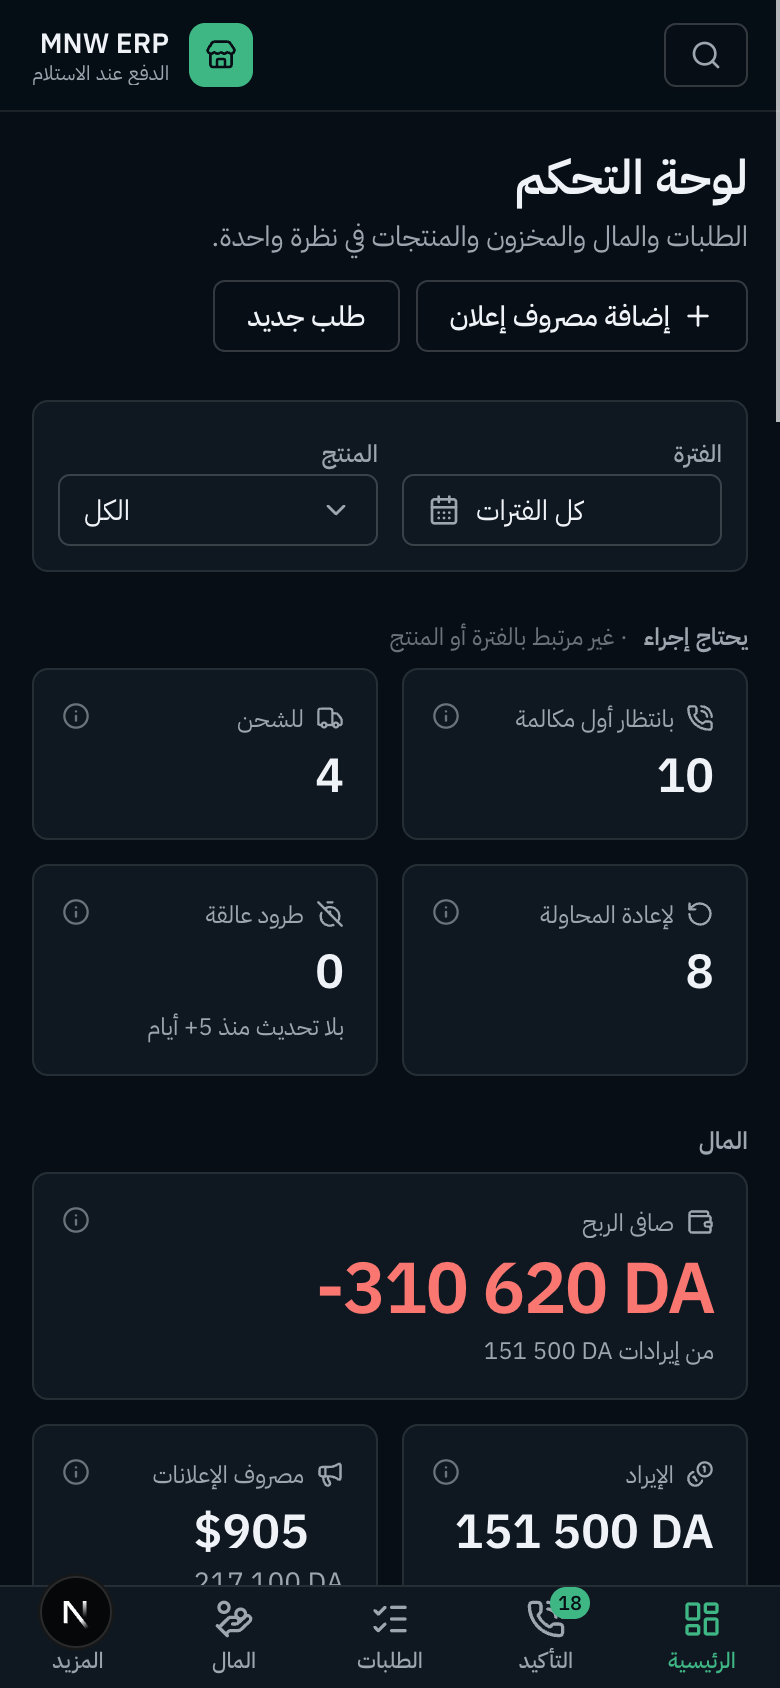 MNW ERP
الدفع عند الاستلام
لوحة التحكم
الطلبات والمال والمخزون والمنتجات في نظرة واحدة.
إضافة مصروف إعلان
طلب جديد
الفترة
المنتج
كل الفترات
الكل
يحتاج إجراء · غير مرتبط بالفترة أو المنتج
بانتظار أول مكالمة
للشحن
10
4
لإعادة المحاولة
طرود عالقة
8
0
بلا تحديث منذ 5+ أيام
المال
صافي الربح
-310 620 DA
من إيرادات 151 500 DA
الإيراد
مصروف الإعلانات
151 500 DA
$905
217 100 DA
18
الرئيسية
التأكيد
الطلبات
المال
المزيد
N